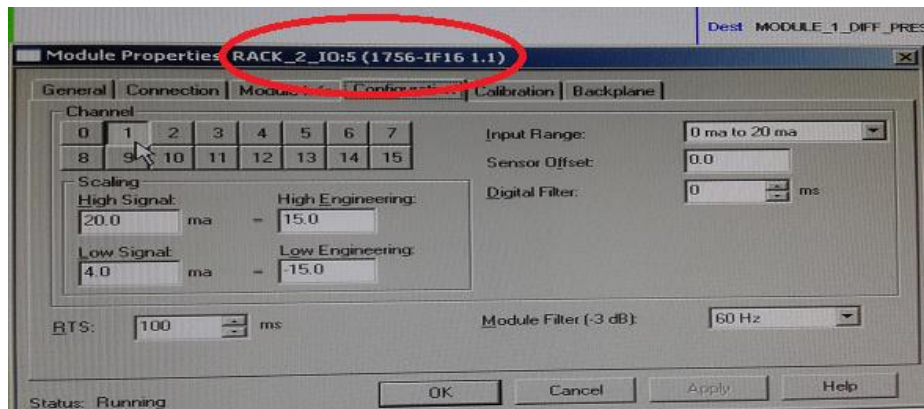 Dest MODULE_1_DIFF_PRES
Module Properties RACK_2_IO:5 (1756-IF16 1.1)
General Connection Module Info Configuration Calibration Backplane
Channel
0 1 2 3 4 5 6 7
8 9 10 11 12 13 14 15
Input Range: 0 ma to 20 ma
Sensor Offset: 0.0
Digital Filter: 0 ms
Scaling
High Signal: High Engineering:
20.0 ma = 15.0
Low Signal: Low Engineering:
4.0 ma = -15.0
RTS: 100 ms
Module Filter (-3 dB): 60 Hz
Status: Running
OK Cancel Apply Help